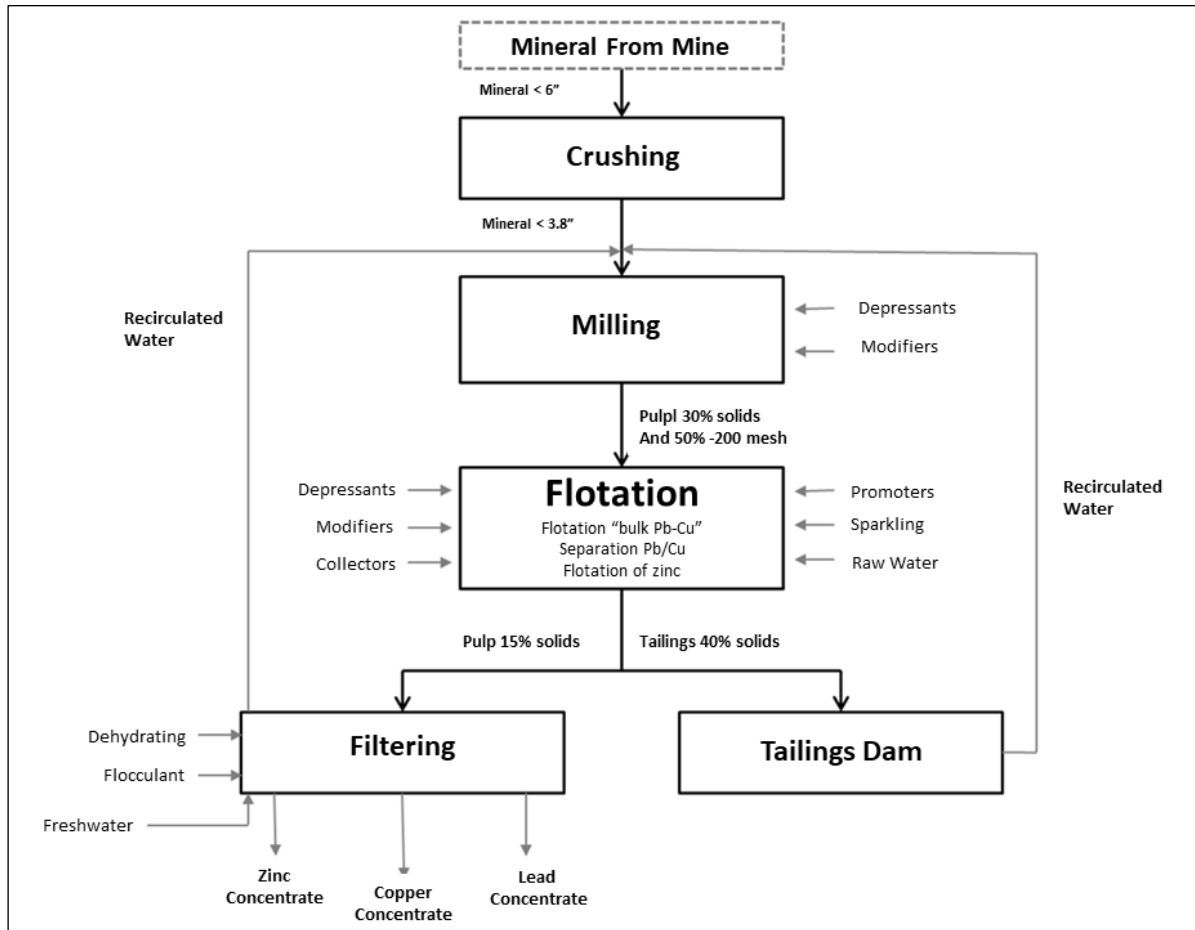 Mineral From Mine
Mineral < 6”
Crushing
Mineral < 3.8”
Recirculated
Water
Milling
Depressants
Modifiers
Pulpl 30% solids
And 50% -200 mesh
Depressants
Modifiers
Collectors
Flotation
Flotation “bulk Pb-Cu”
Separation Pb/Cu
Flotation of zinc
Promoters
Sparkling
Raw Water
Recirculated
Water
Pulp 15% solids
Tailings 40% solids
Dehydrating
Flocculant
Freshwater
Filtering
Tailings Dam
Zinc
Concentrate
Copper
Concentrate
Lead
Concentrate